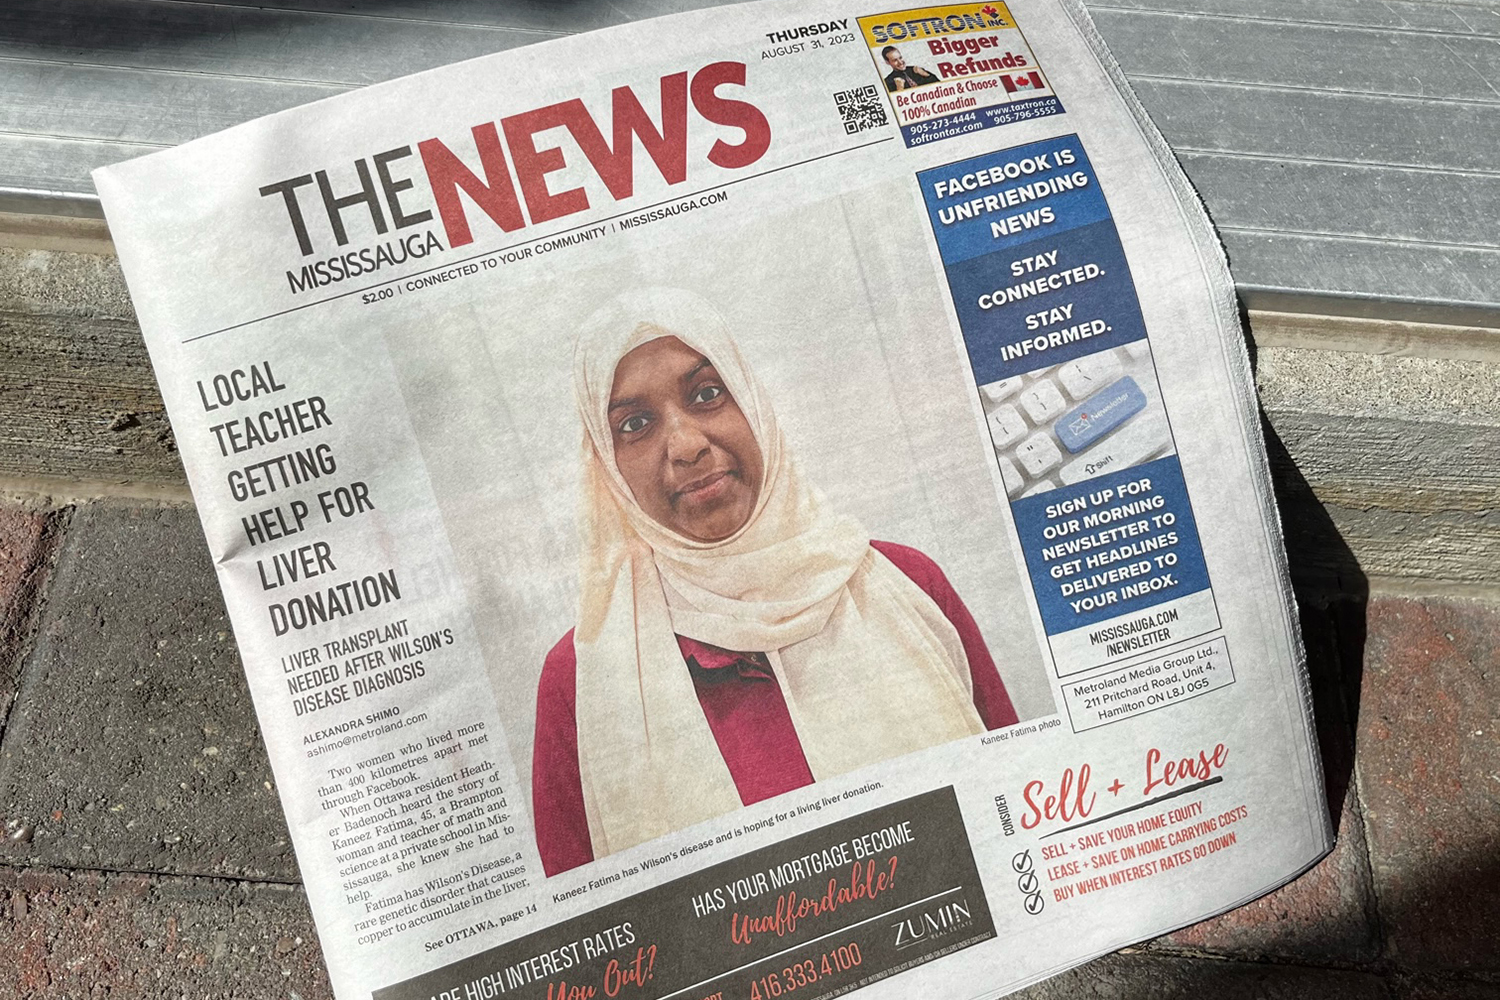 THURSDAY
AUGUST 31, 2023
SOFTRON INC.
Bigger
Refunds
Be Canadian & Choose
100% Canadian
905-273-4444 www.taxtron.ca
softrontax.com 905-796-5555
THE NEWS
MISSISSAUGA
$2.00 | CONNECTED TO YOUR COMMUNITY | MISSISSAUGA.COM
LOCAL
TEACHER
GETTING
HELP FOR
LIVER
DONATION
LIVER TRANSPLANT
NEEDED AFTER WILSON'S
DISEASE DIAGNOSIS
ALEXANDRA SHIMO
ashimo@metroland.com
Two women who lived more
than 400 kilometres apart met
through Facebook.
When Ottawa resident Heath-
er Badenoch heard the story of
Kaneez Fatima, 45, a Brampton
woman and teacher of math and
science at a private school in Mis-
sissauga, she knew she had to
help.
Fatima has Wilson's Disease, a
rare genetic disorder that causes
copper to accumulate in the liver,
See OTTAWA, page 14
Kaneez Fatima photo
Kaneez Fatima has Wilson's disease and is hoping for a living liver donation.
FACEBOOK IS
UNFRIENDING
NEWS
STAY
CONNECTED.
STAY
INFORMED.
Newsletter
Shift
SIGN UP FOR
OUR MORNING
NEWSLETTER TO
GET HEADLINES
DELIVERED TO
YOUR INBOX.
MISSISSAUGA.COM
/NEWSLETTER
Metroland Media Group Ltd.,
211 Pritchard Road, Unit 4,
Hamilton ON L8J 0G5
ARE HIGH INTEREST RATES
You Out?
HAS YOUR MORTGAGE BECOME
Unaffordable?
416.333.4100
ZUMIN
REAL ESTATE
CONSIDER
Sell + Lease
SELL + SAVE YOUR HOME EQUITY
LEASE + SAVE ON HOME CARRYING COSTS
BUY WHEN INTEREST RATES GO DOWN